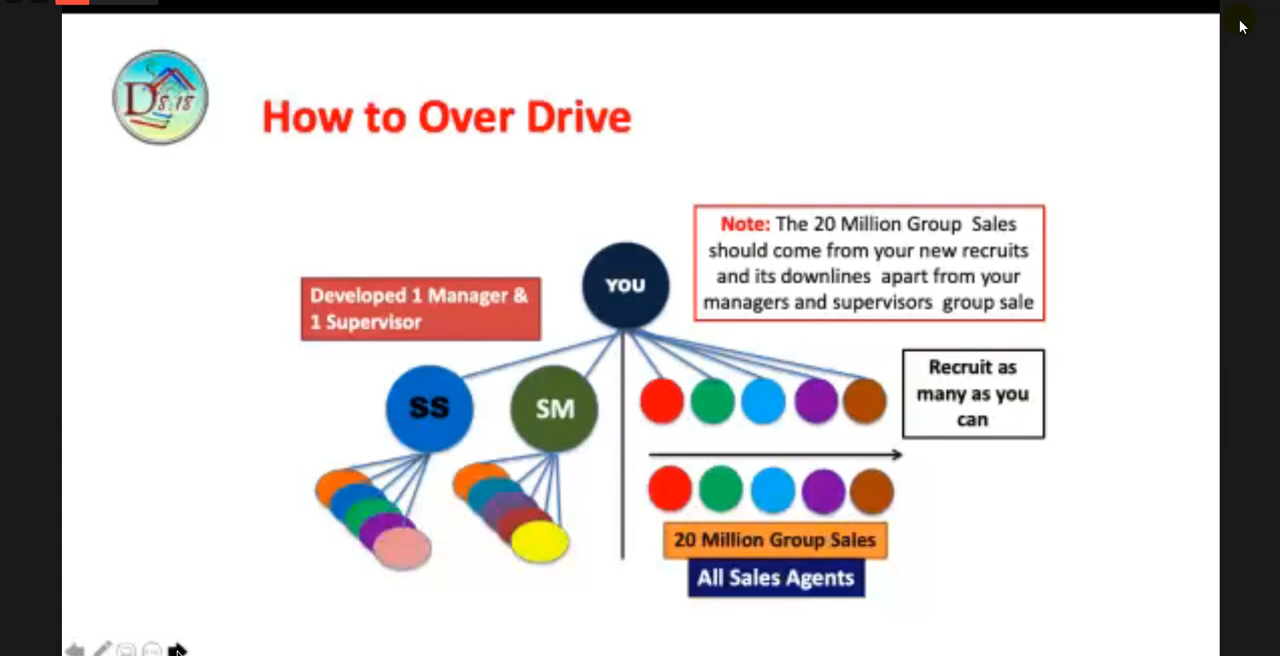 D8:18
How to Over Drive
Note: The 20 Million Group Sales
should come from your new recruits
and its downlines apart from your
managers and supervisors group sale
YOU
Developed 1 Manager &
1 Supervisor
Recruit as
many as you
can
SS
SM
20 Million Group Sales
All Sales Agents